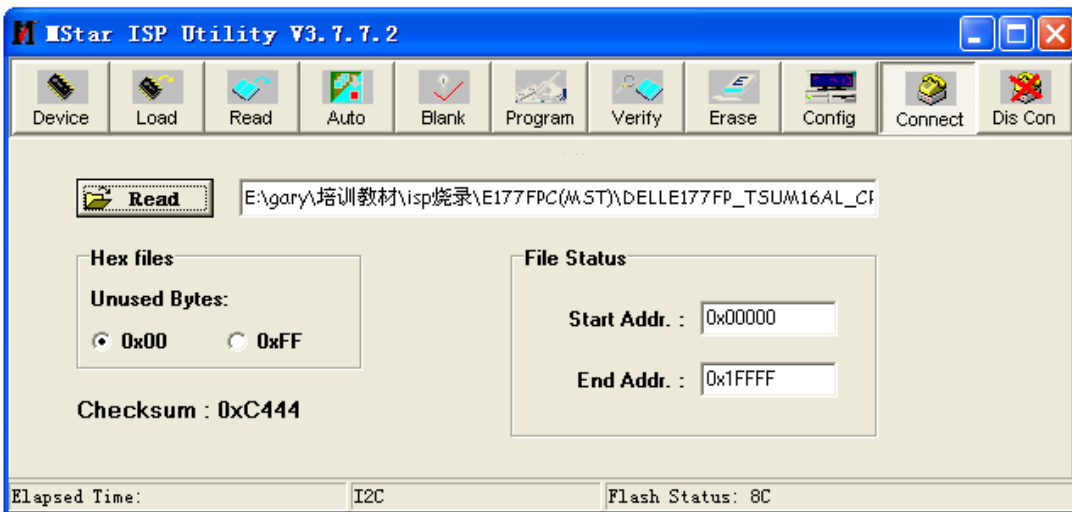 MStar ISP Utility V3.7.7.2
Device Load Read Auto Blank Program Verify Erase Config Connect Dis Con
Read E:\gary\培训教材\isp烧录\E177FPC(MST)\DELLE177FP_TSUM16AL_CF
Hex files
File Status
Unused Bytes:
Start Addr. : 0x00000
0x00 0xFF
End Addr. : 0x1FFFF
Checksum : 0xC444
Elapsed Time: I2C Flash Status: 8C